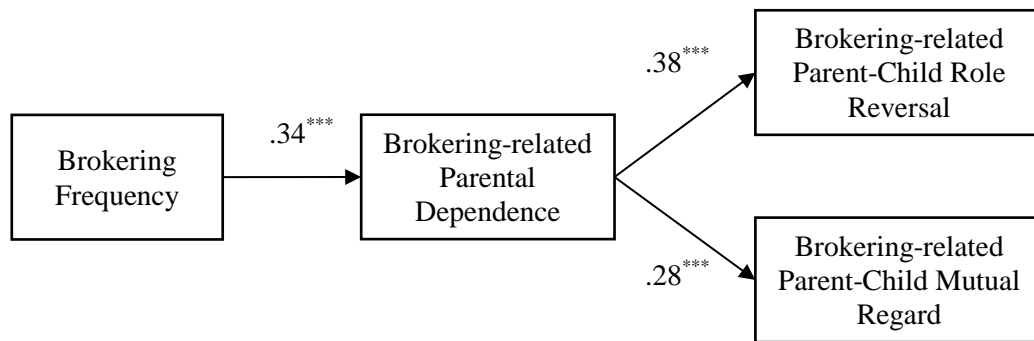 Brokering
Frequency
.34***
Brokering-related
Parental
Dependence
.38***
Brokering-related
Parent-Child Role
Reversal
.28***
Brokering-related
Parent-Child Mutual
Regard